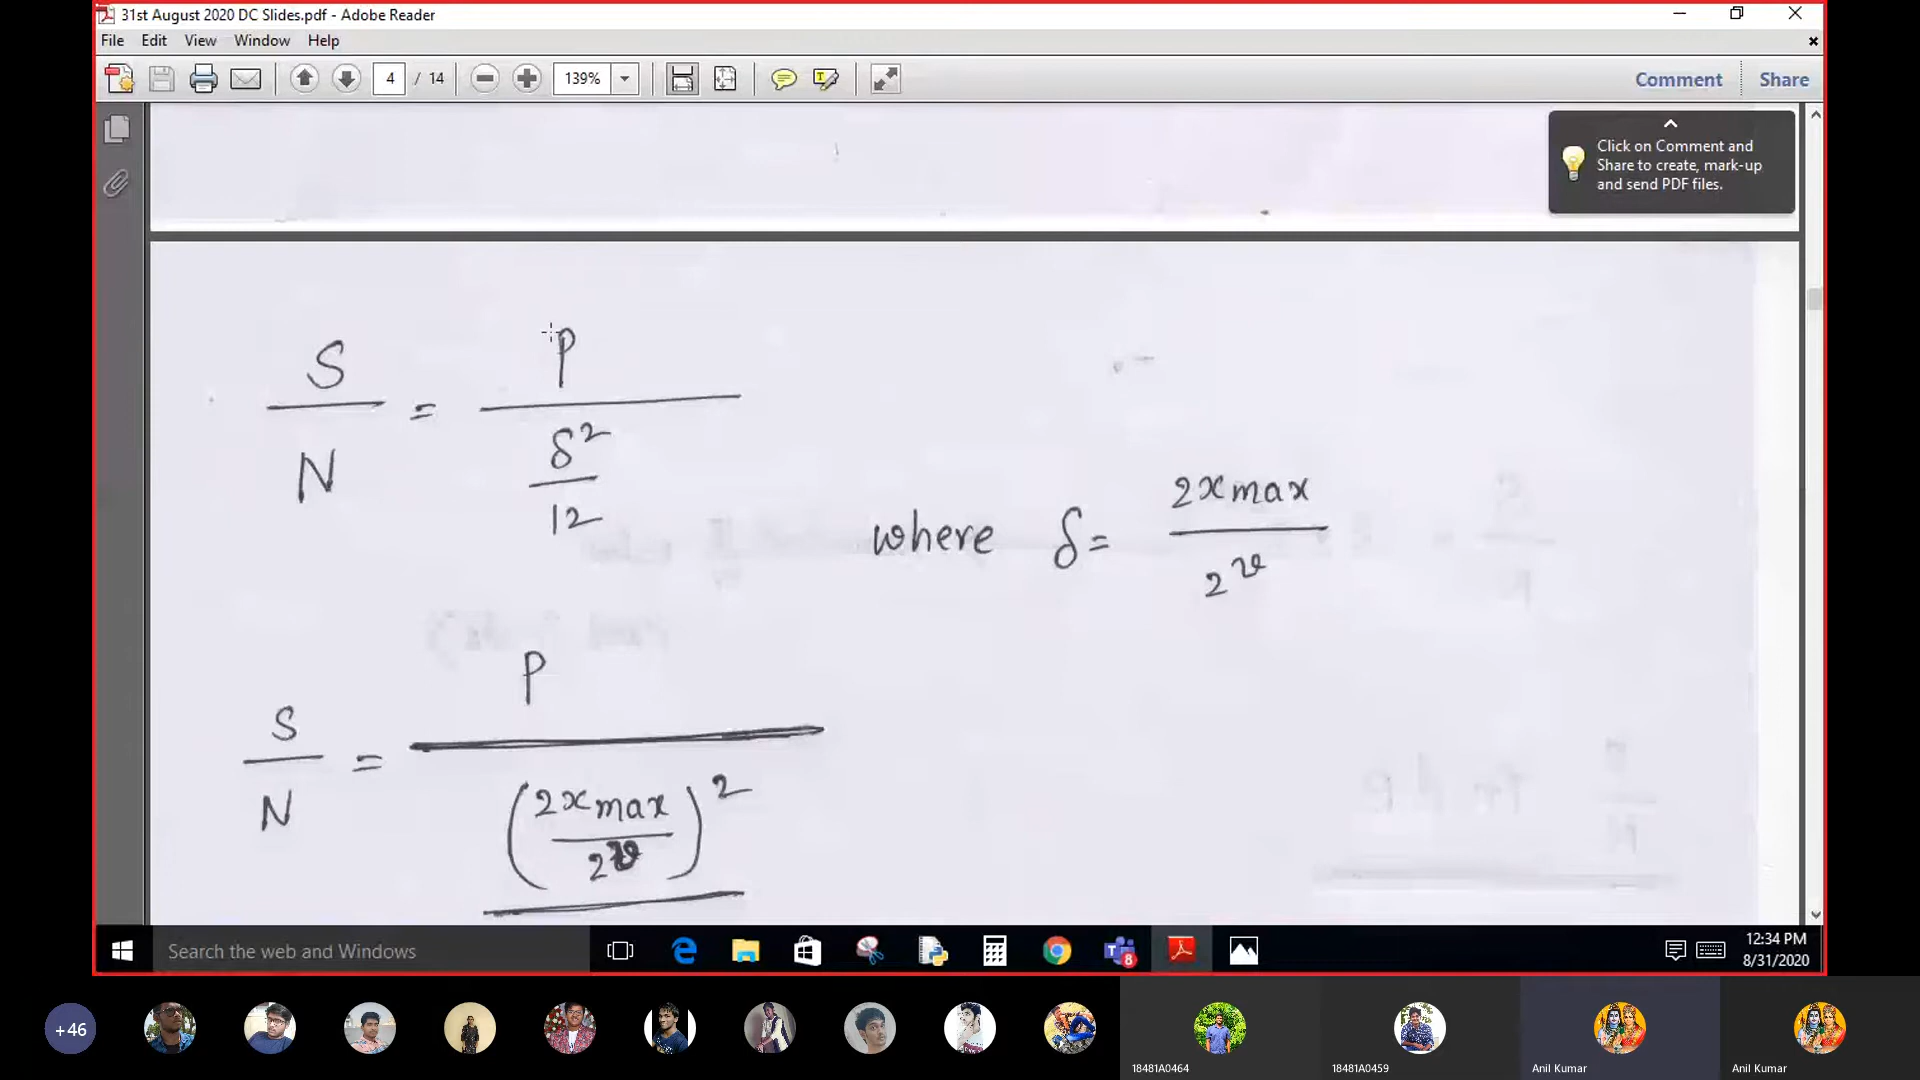 31st August 2020 DC Slides.pdf - Adobe Reader
File Edit View Window Help
4 / 14 139% Comment Share
Click on Comment and
Share to create, mark-up
and send PDF files.
S/N = P / (δ²/12)
where δ = 2xmax / 2^v
S/N = P / (2xmax / 2^v)²
Search the web and Windows
8
12:34 PM
8/31/2020
+46
18481A0464
18481A0459
Anil Kumar
Anil Kumar